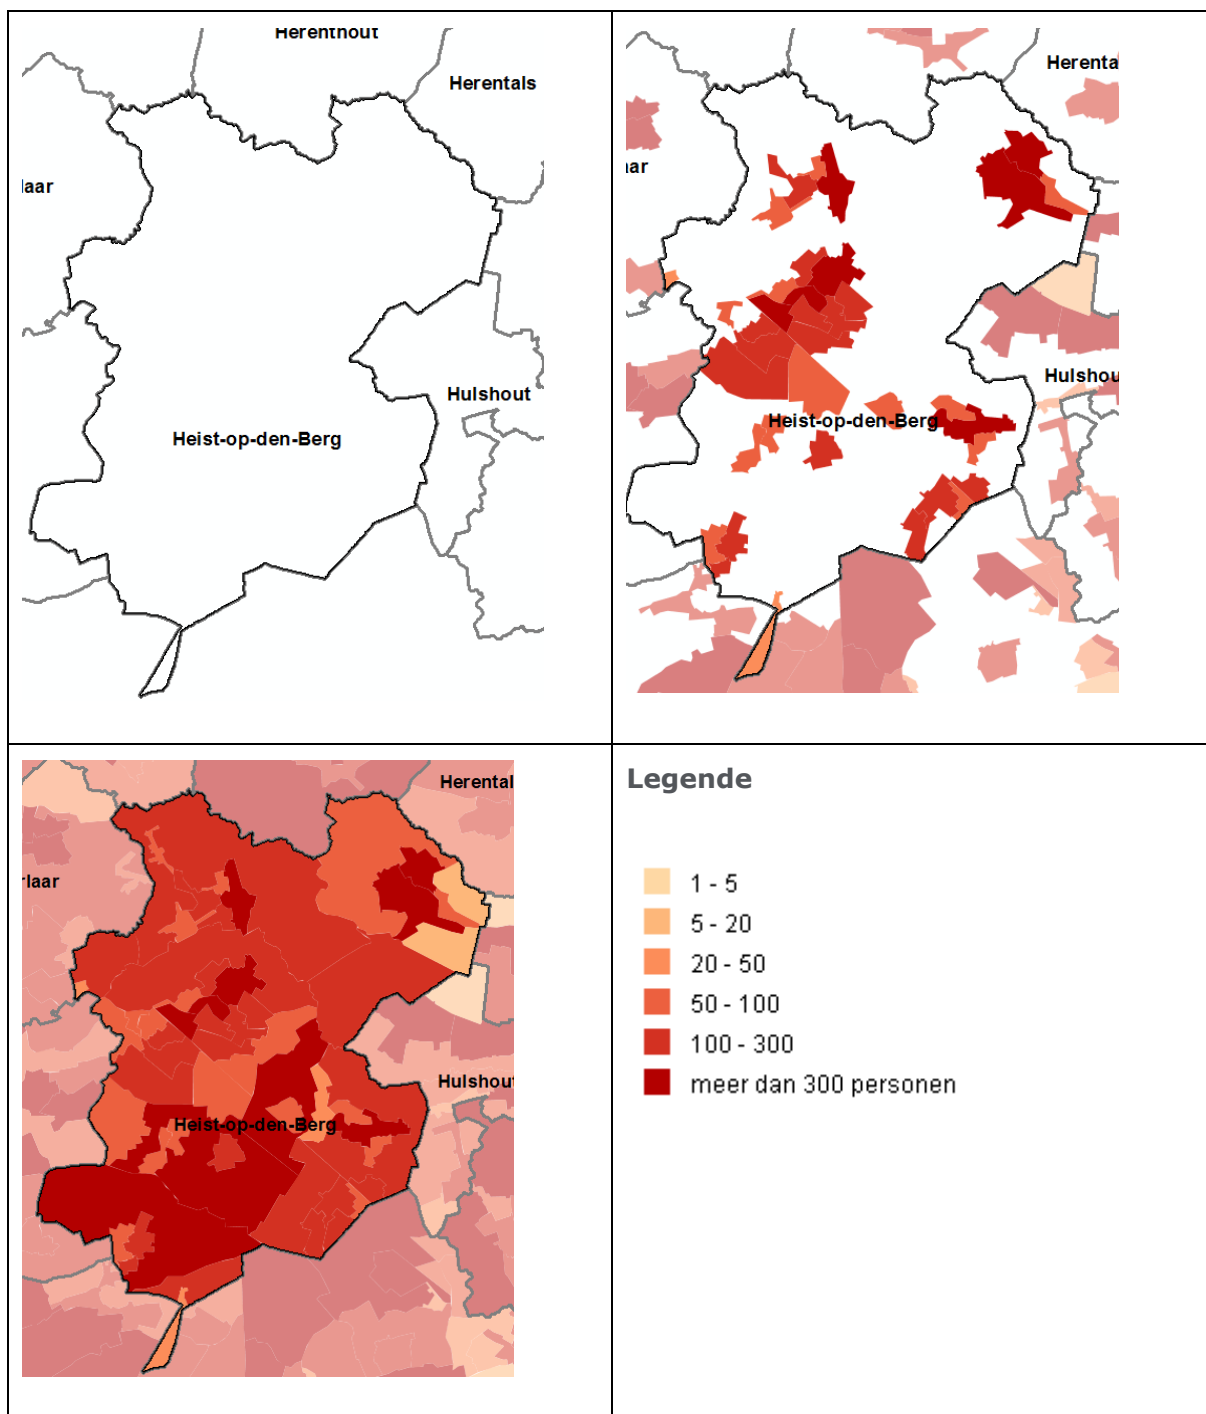 Herenthout
Herentals
laar
Hulshout
Heist-op-den-Berg
Herenta
aar
Hulshou
Heist-op-den-Berg
Herental
rlaar
Hulshout
Heist-op-den-Berg
Legende
1 - 5
5 - 20
20 - 50
50 - 100
100 - 300
meer dan 300 personen